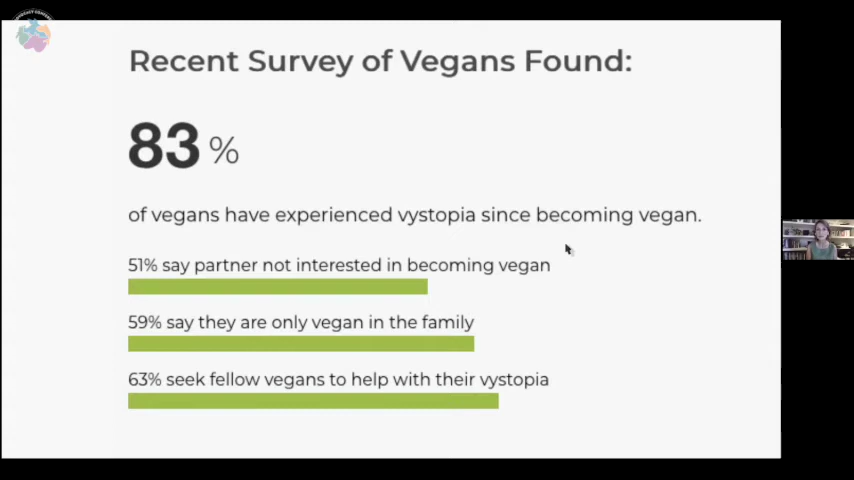 Recent Survey of Vegans Found:
83 %
of vegans have experienced vystopia since becoming vegan.
51% say partner not interested in becoming vegan
59% say they are only vegan in the family
63% seek fellow vegans to help with their vystopia